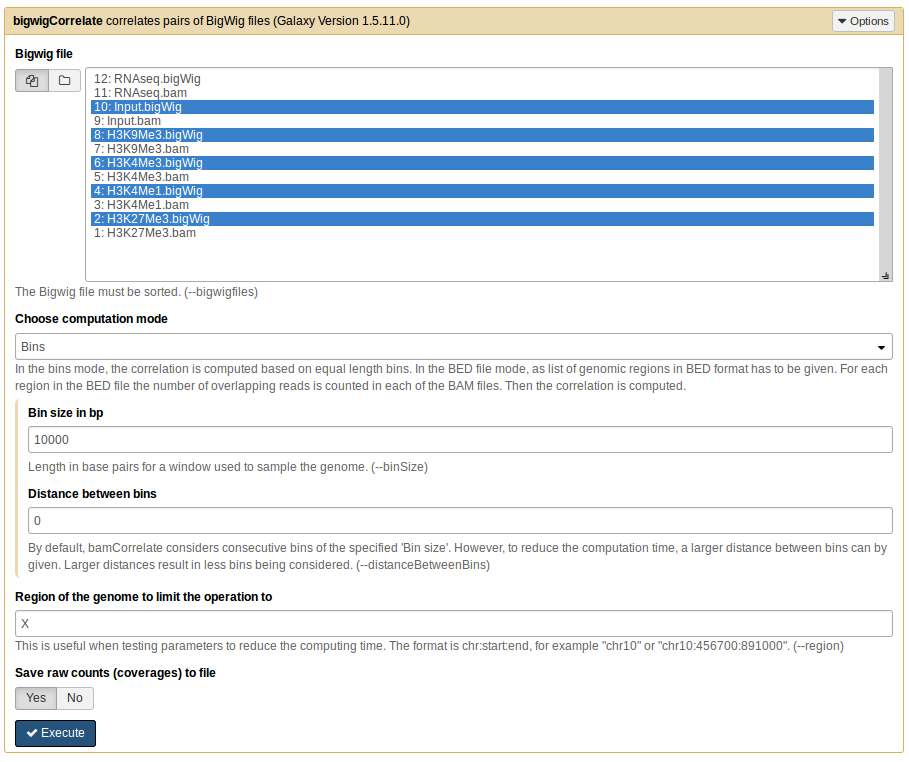 bigwigCorrelate correlates pairs of BigWig files (Galaxy Version 1.5.11.0)
Options
Bigwig file
12: RNAseq.bigWig
11: RNAseq.bam
10: Input.bigWig
9: Input.bam
8: H3K9Me3.bigWig
7: H3K9Me3.bam
6: H3K4Me3.bigWig
5: H3K4Me3.bam
4: H3K4Me1.bigWig
3: H3K4Me1.bam
2: H3K27Me3.bigWig
1: H3K27Me3.bam
The Bigwig file must be sorted. (--bigwigfiles)
Choose computation mode
Bins
In the bins mode, the correlation is computed based on equal length bins. In the BED file mode, as list of genomic regions in BED format has to be given. For each
region in the BED file the number of overlapping reads is counted in each of the BAM files. Then the correlation is computed.
Bin size in bp
10000
Length in base pairs for a window used to sample the genome. (--binSize)
Distance between bins
0
By default, bamCorrelate considers consecutive bins of the specified 'Bin size'. However, to reduce the computation time, a larger distance between bins can by
given. Larger distances result in less bins being considered. (--distanceBetweenBins)
Region of the genome to limit the operation to
X
This is useful when testing parameters to reduce the computing time. The format is chr:start:end, for example "chr10" or "chr10:456700:891000". (--region)
Save raw counts (coverages) to file
Yes No
Execute